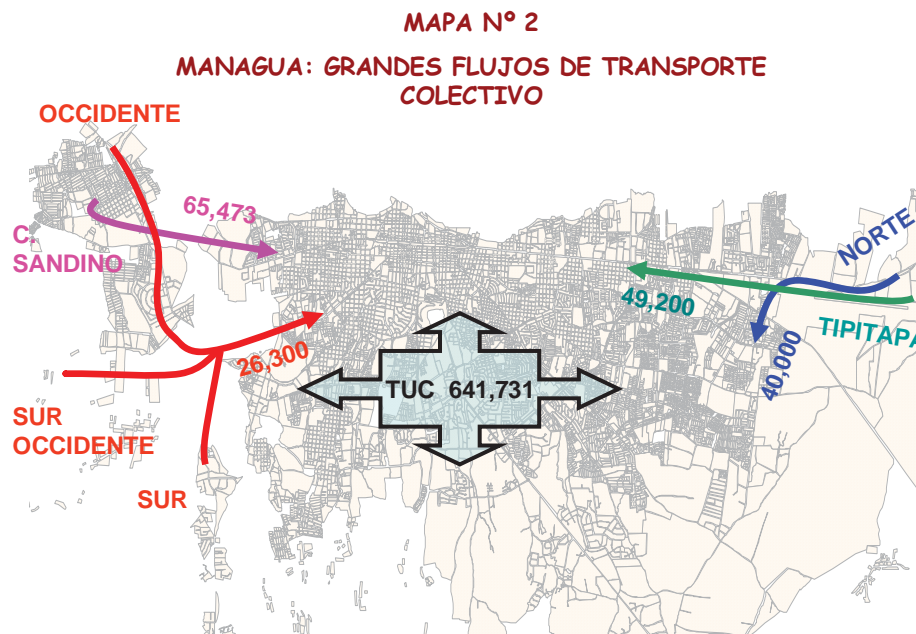 MAPA Nº 2
MANAGUA: GRANDES FLUJOS DE TRANSPORTE
COLECTIVO
OCCIDENTE
65,473
C.
SANDINO
NORTE
49,200
TIPITAPA
40,000
26,300
TUC 641,731
SUR
OCCIDENTE
SUR